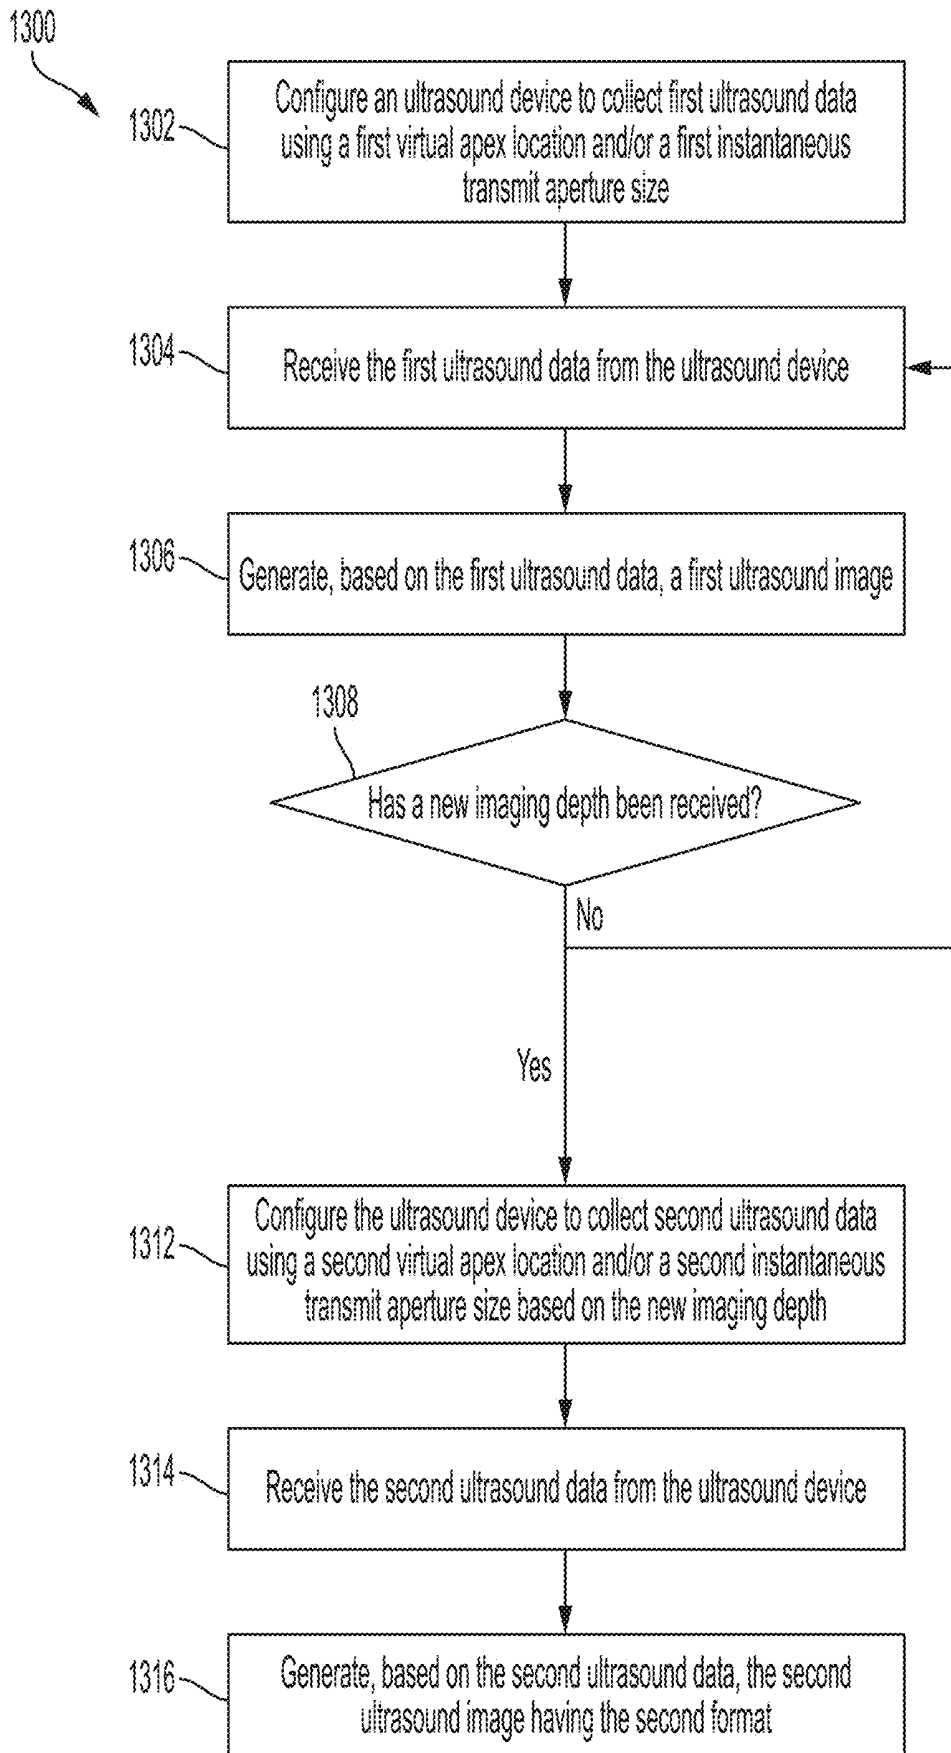 1300
1302
Configure an ultrasound device to collect first ultrasound data
using a first virtual apex location and/or a first instantaneous
transmit aperture size
1304
Receive the first ultrasound data from the ultrasound device
1306
Generate, based on the first ultrasound data, a first ultrasound image
1308
Has a new imaging depth been received?
No
Yes
1312
Configure the ultrasound device to collect second ultrasound data
using a second virtual apex location and/or a second instantaneous
transmit aperture size based on the new imaging depth
1314
Receive the second ultrasound data from the ultrasound device
1316
Generate, based on the second ultrasound data, the second
ultrasound image having the second format